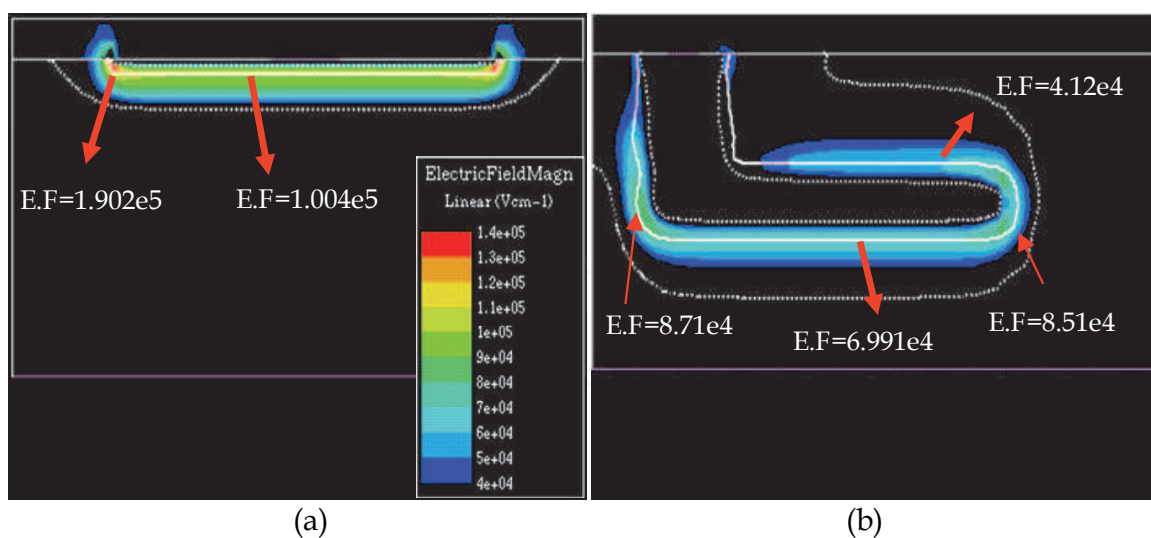 E.F=1.902e5
E.F=1.004e5
ElectricFieldMagn
Linear (Vcm-1)
1.4e+05
1.3e+05
1.2e+05
1.1e+05
1e+05
9e+04
8e+04
7e+04
6e+04
5e+04
4e+04
(a)
E.F=4.12e4
E.F=8.71e4
E.F=6.991e4
E.F=8.51e4
(b)